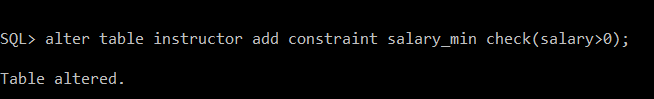 SQL> alter table instructor add constraint salary_min check(salary>0);
Table altered.